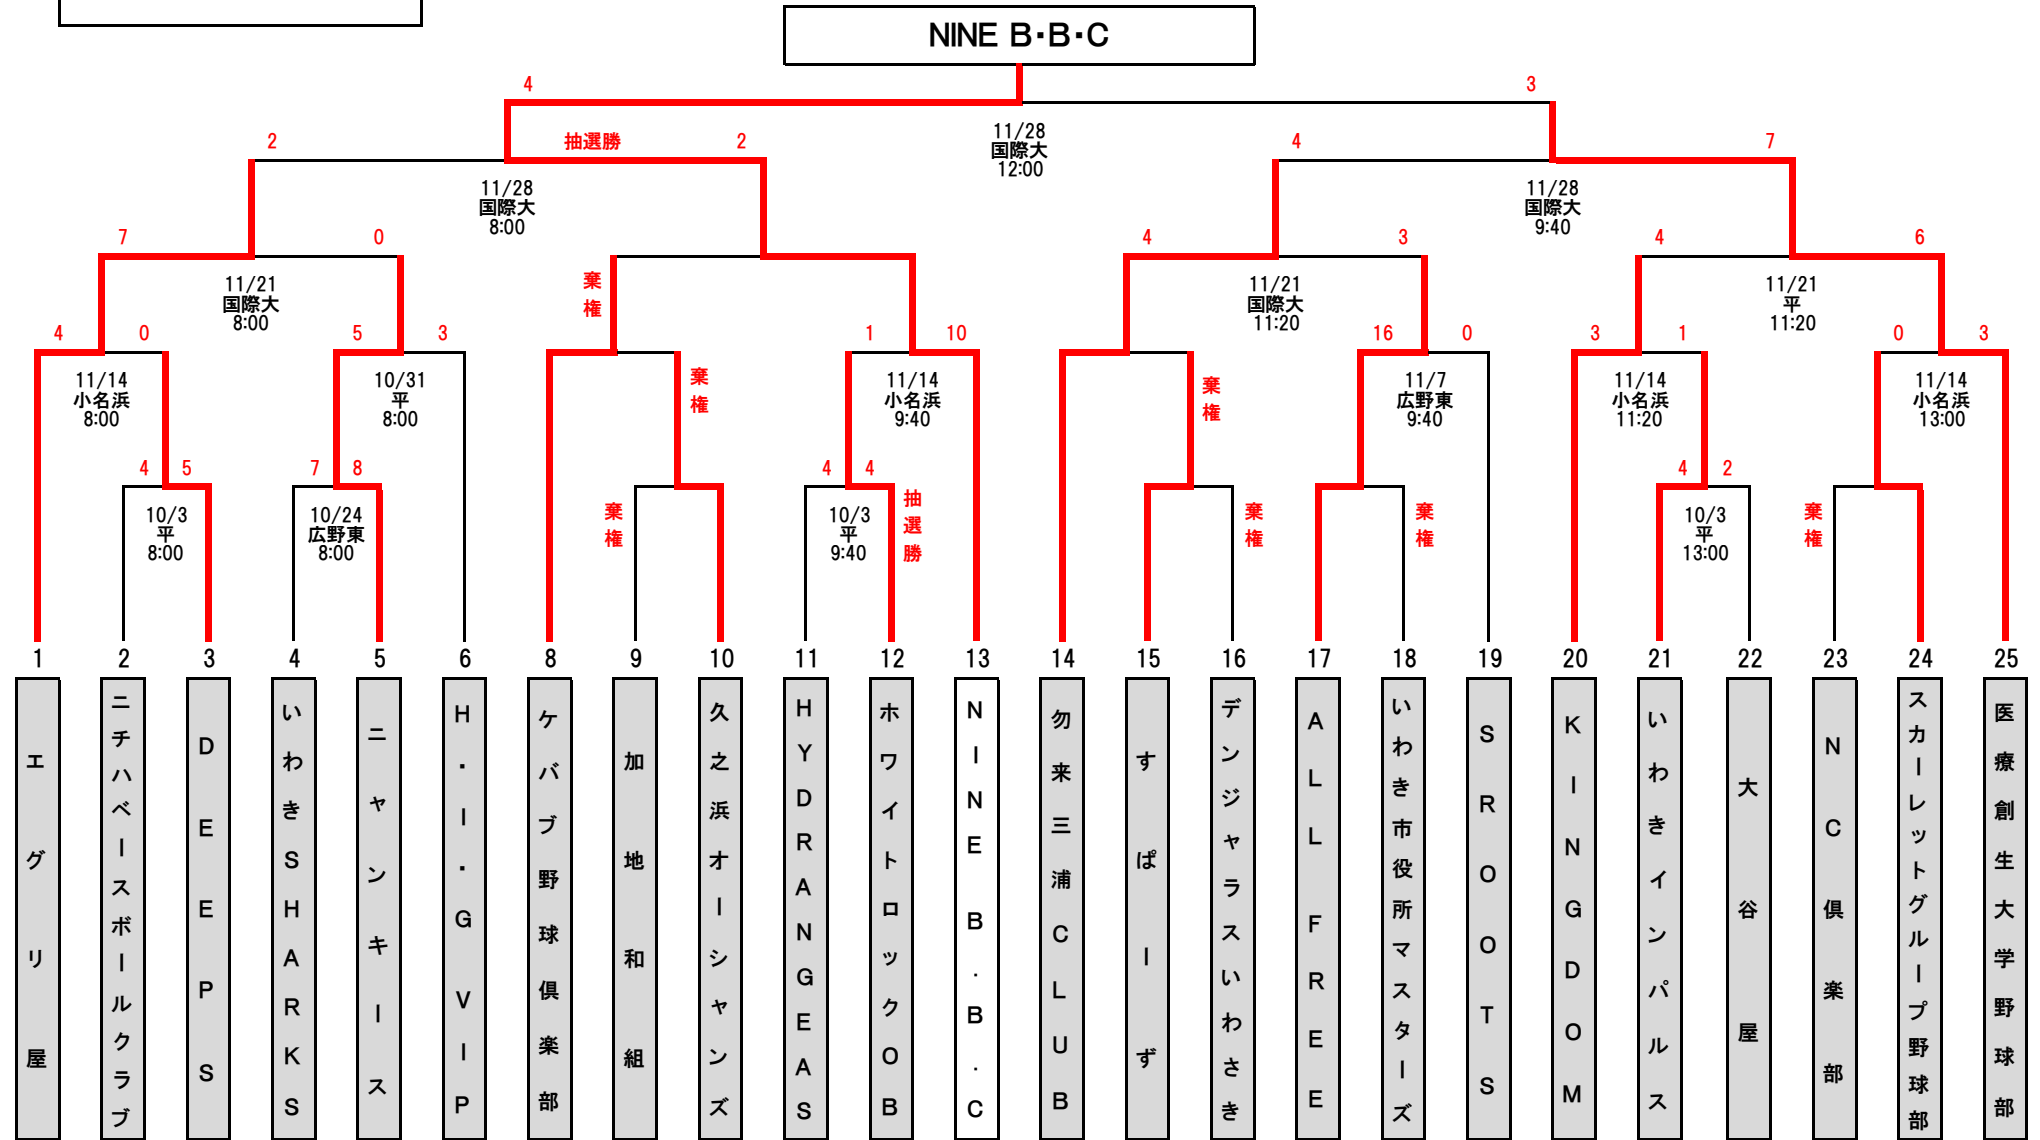 NINE B・B・C
4
3
11/28
国際大
12:00
2
抽選勝
2
4
7
11/28
国際大
8:00
11/28
国際大
9:40
7
0
棄権
4
3
4
6
11/21
国際大
8:00
11/21
国際大
11:20
11/21
平
11:20
4
0
5
3
1
10
16
0
3
1
0
3
11/14
小名浜
8:00
10/31
平
8:00
棄権
11/14
小名浜
9:40
棄権
11/7
広野東
9:40
11/14
小名浜
11:20
11/14
小名浜
13:00
4
5
7
8
4
4
4
2
10/3
平
8:00
10/24
広野東
8:00
棄権
10/3
平
9:40
抽選勝
棄権
棄権
10/3
平
13:00
棄権
1
2
3
4
5
6
8
9
10
11
12
13
14
15
16
17
18
19
20
21
22
23
24
25
エグリ屋
ニチハベースボールクラブ
DEEPS
いわきSHARKS
ニャンキース
H・I・G VIP
ケバブ野球倶楽部
加地和組
久之浜オーシャンズ
HYDRANGEAS
ホワイトロックOB
NINE B.B.C
勿来三浦CLUB
すぱーず
デンジャラスいわさき
ALL FREE
いわき市役所マスターズ
SROOTS
KINGDOM
いわきインパルス
大谷屋
NC倶楽部
スカーレットグループ野球部
医療創生大学野球部